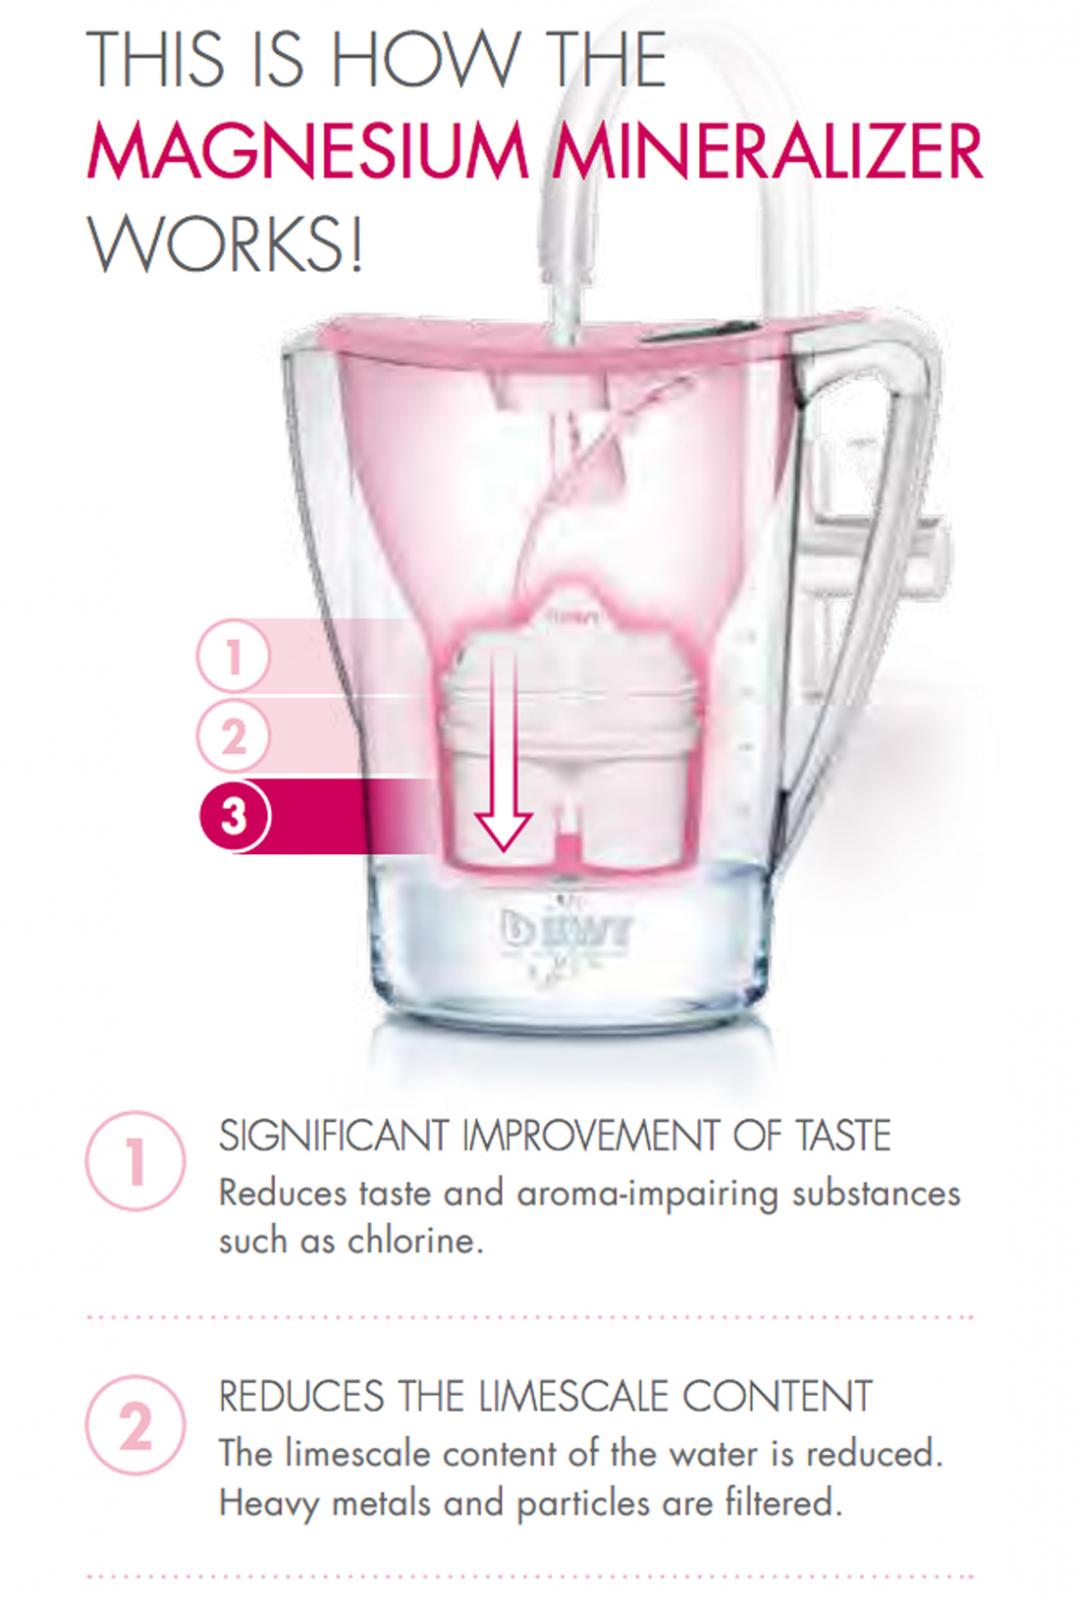 THIS IS HOW THE
MAGNESIUM MINERALIZER
WORKS!
1
2
3
BWT
1
SIGNIFICANT IMPROVEMENT OF TASTE
Reduces taste and aroma-impairing substances
such as chlorine.
2
REDUCES THE LIMESCALE CONTENT
The limescale content of the water is reduced.
Heavy metals and particles are filtered.